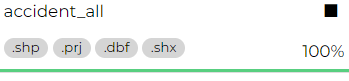 accident_all
.shp .prj .dbf .shx 100%